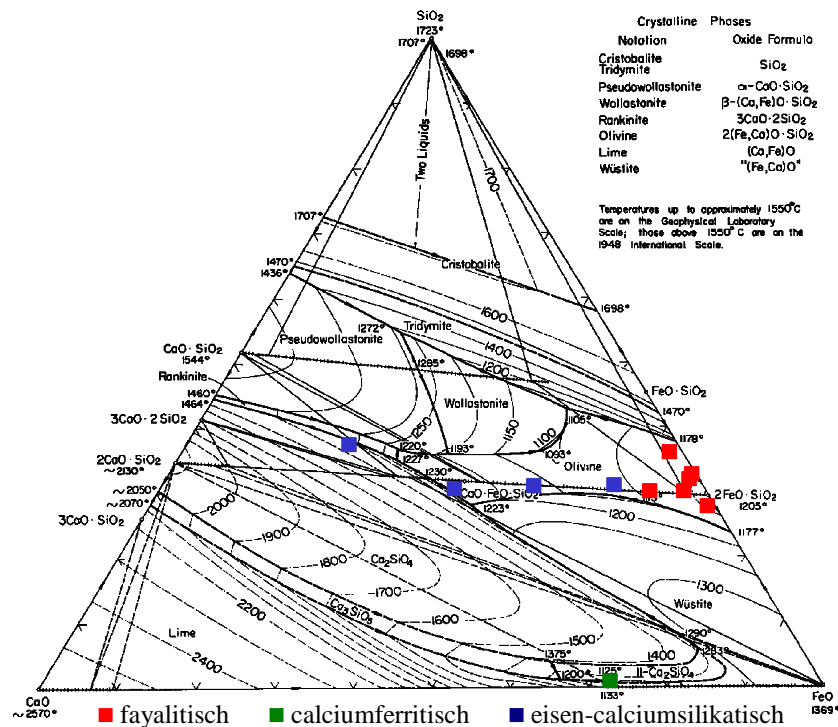 SiO₂
1723°
1707°
1698°
Crystalline Phases
Notation Oxide Formula
Cristobalite
Tridymite SiO₂
Pseudowollastonite α-CaO·SiO₂
Wollastonite β-(Ca,Fe)O·SiO₂
Rankinite 3CaO·2SiO₂
Olivine 2(Fe,Ca)O·SiO₂
Lime (Ca,Fe)O
Wüstite "(Fe,Ca)O"
Temperatures up to approximately 1550°C
are on the Geophysical Laboratory
Scale; those above 1550°C are on the
1948 International Scale.
Two Liquids
1700
1707°
1470°
1436°
Cristobalite
1698°
1600
1272°
Tridymite
1400
Pseudowollastonite
CaO·SiO₂
1544°
1285°
1200
Rankinite
FeO·SiO₂
1460°
1464°
Wollastonite
1470°
3CaO·2SiO₂
1250
1150
1100
1105°
1178°
1220°
1227°
1193°
1093°
2CaO·SiO₂
~2130°
1230°
Olivine
~2050°
~2070°
CaO·FeO·SiO₂
2FeO·SiO₂
1205°
2000
1223°
1200
3CaO·SiO₂
1177°
1900
1800
Ca₂SiO₄
1700
1300
2200
Ca₃SiO₅
1600
Wüstite
Lime
1500
1290°
1283°
2400
1375°
1400
1200°
1125°
II-Ca₂SiO₄
CaO
~2570°
1133°
FeO
1369°
fayalitisch calciumferritisch eisen-calciumsilikatisch